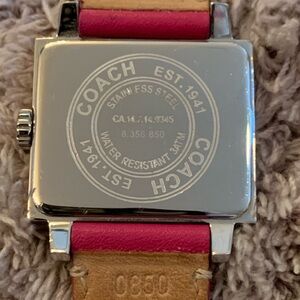 COACH EST. 1941
COACH EST. 1941
STAINLESS STEEL
WATER RESISTANT 3ATM
0850